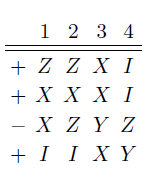 1 2 3 4
+ Z Z X I
+ X X X I
− X Z Y Z
+ I I X Y